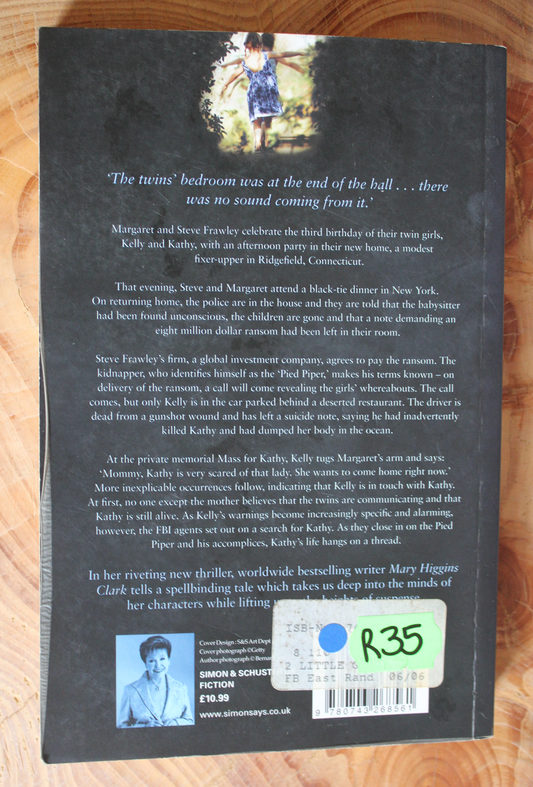 ‘The twins’ bedroom was at the end of the hall . . . there
was no sound coming from it.’
Margaret and Steve Frawley celebrate the third birthday of their twin girls,
Kelly and Kathy, with an afternoon party in their new home, a modest
fixer-upper in Ridgefield, Connecticut.
That evening, Steve and Margaret attend a black-tie dinner in New York.
On returning home, the police are in the house and they are told that the babysitter
had been found unconscious, the children are gone and that a note demanding an
eight million dollar ransom had been left in their room.
Steve Frawley’s firm, a global investment company, agrees to pay the ransom. The
kidnapper, who identifies himself as the ‘Pied Piper,’ makes his terms known – on
delivery of the ransom, a call will come revealing the girls’ whereabouts. The call
comes, but only Kelly is in the car parked behind a deserted restaurant. The driver is
dead from a gunshot wound and has left a suicide note, saying he had inadvertently
killed Kathy and had dumped her body in the ocean.
At the private memorial Mass for Kathy, Kelly tugs Margaret’s arm and says:
‘Mommy, Kathy is very scared of that lady. She wants to come home right now.’
More inexplicable occurrences follow, indicating that Kelly is in touch with Kathy.
At first, no one except the mother believes that the twins are communicating and that
Kathy is still alive. As Kelly’s warnings become increasingly specific and alarming,
however, the FBI agents set out on a search for Kathy. As they close in on the Pied
Piper and his accomplices, Kathy’s life hangs on a thread.
In her riveting new thriller, worldwide bestselling writer Mary Higgins
Clark tells a spellbinding tale which takes us deep into the minds of
her characters while lifting heights of suspense
Cover Design: S&S Art Dept
Cover photograph ©Getty
Author photograph ©
SIMON & SCHUST
FICTION
£10.99
www.simonsays.co.uk
ISB-N
R35
2 LITTLE
FB East Rand 06/06
9 780743 268561